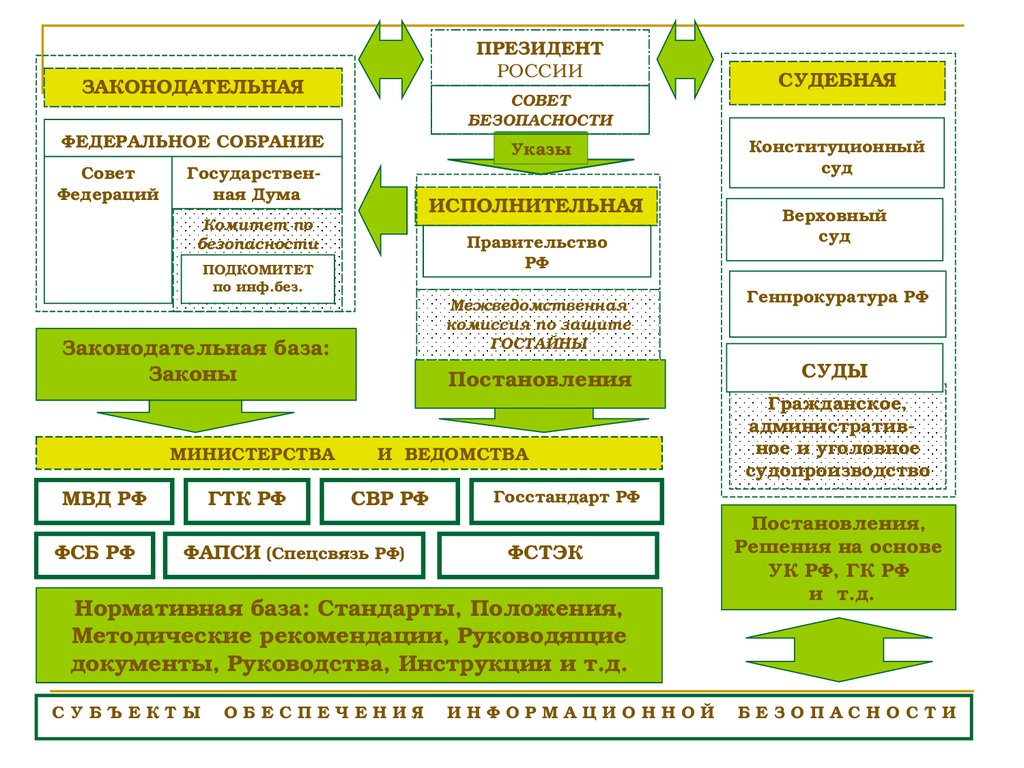 ПРЕЗИДЕНТ
РОССИИ
СОВЕТ
БЕЗОПАСНОСТИ
Указы
ЗАКОНОДАТЕЛЬНАЯ
ФЕДЕРАЛЬНОЕ СОБРАНИЕ
Совет
Федераций
Государствен-
ная Дума
Комитет по
безопасности
ПОДКОМИТЕТ
по инф.без.
Законодательная база:
Законы
ИСПОЛНИТЕЛЬНАЯ
Правительство
РФ
Межведомственная
комиссия по защите
ГОСТАЙНЫ
Постановления
СУДЕБНАЯ
Конституционный
суд
Верховный
суд
Генпрокуратура РФ
СУДЫ
Гражданское,
административ-
ное и уголовное
судопроизводство
Постановления,
Решения на основе
УК РФ, ГК РФ
и т.д.
МИНИСТЕРСТВА И ВЕДОМСТВА
МВД РФ
ГТК РФ
СВР РФ
Госстандарт РФ
ФСБ РФ
ФАПСИ (Спецсвязь РФ)
ФСТЭК
Нормативная база: Стандарты, Положения,
Методические рекомендации, Руководящие
документы, Руководства, Инструкции и т.д.
СУБЪЕКТЫ ОБЕСПЕЧЕНИЯ ИНФОРМАЦИОННОЙ БЕЗОПАСНОСТИ